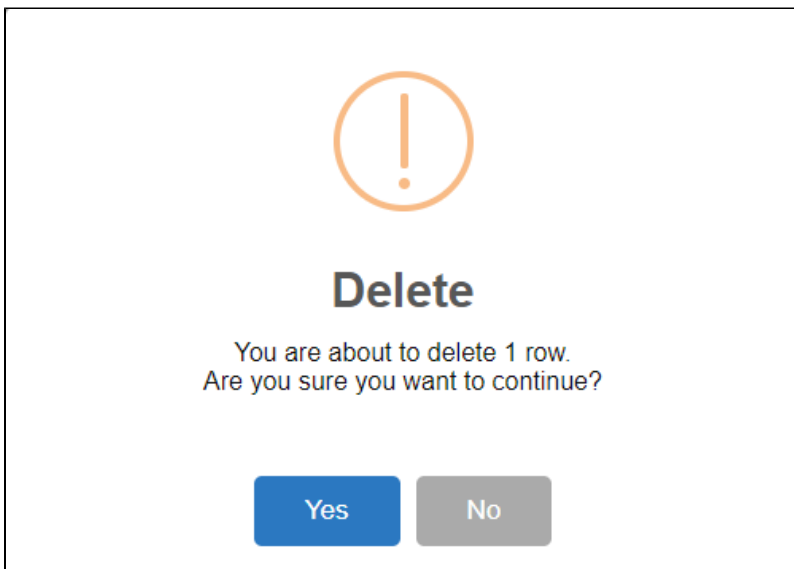 Delete
You are about to delete 1 row.
Are you sure you want to continue?
Yes No